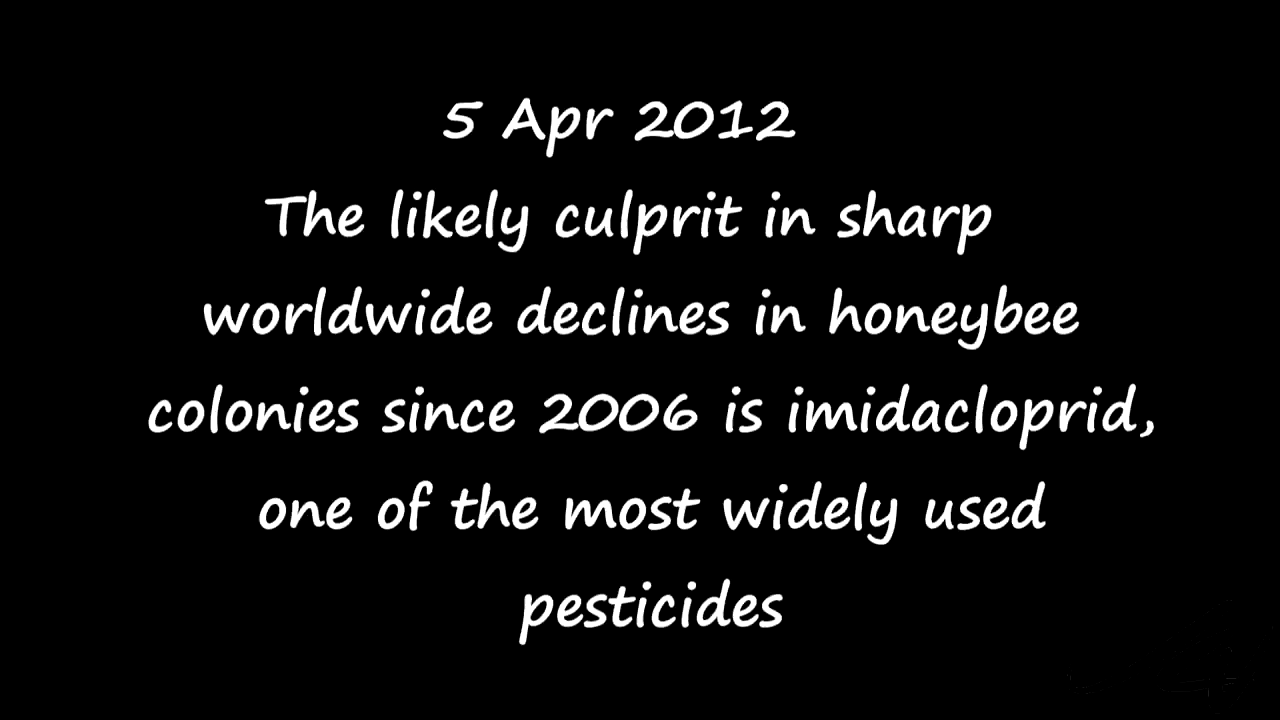 5 Apr 2012
The likely culprit in sharp
worldwide declines in honeybee
colonies since 2006 is imidacloprid,
one of the most widely used
pesticides